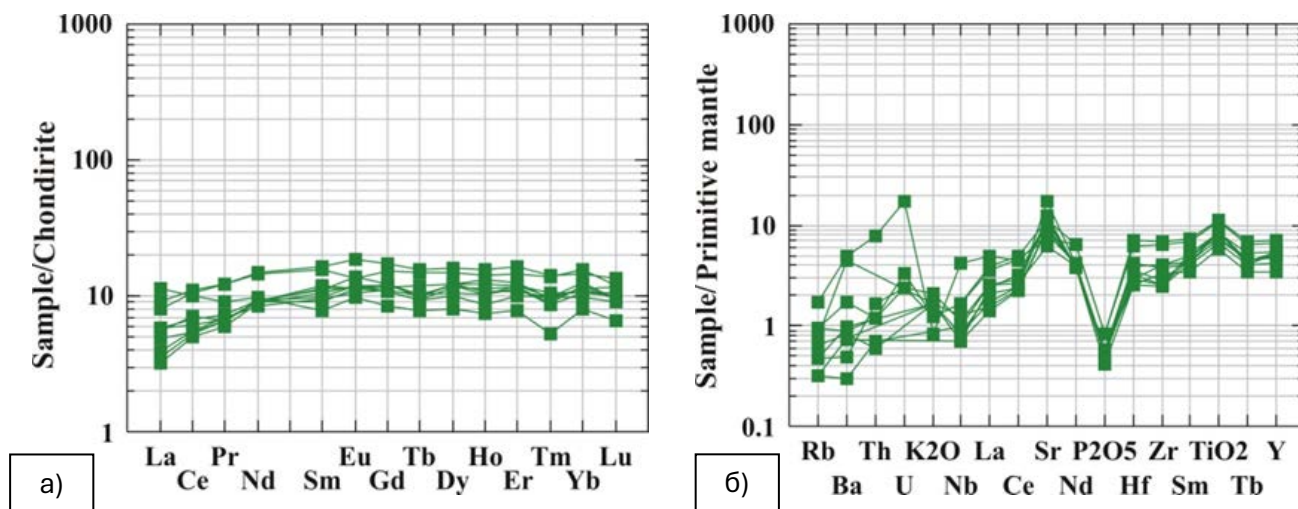 Sample/Chondirite
1000
100
10
1
La Pr Eu Tb Ho Tm Lu
Ce Nd Sm Gd Dy Er Yb
a)
Sample/ Primitive mantle
1000
100
10
1
0.1
Rb Th K2O La Sr P2O5 Zr TiO2 Y
Ba U Nb Ce Nd Hf Sm Tb
б)